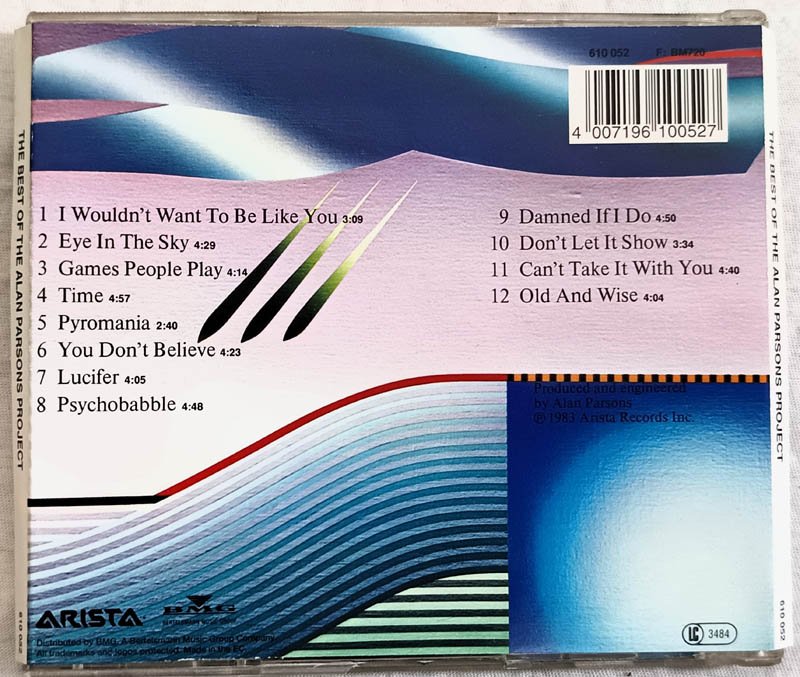 610 052 F: BM720
4 007196 100527
THE BEST OF THE ALAN PARSONS PROJECT
THE BEST OF THE ALAN PARSONS PROJECT
1 I Wouldn't Want To Be Like You 3:09
2 Eye In The Sky 4:29
3 Games People Play 4:14
4 Time 4:57
5 Pyromania 2:40
6 You Don't Believe 4:23
7 Lucifer 4:05
8 Psychobabble 4:48
9 Damned If I Do 4:50
10 Don't Let It Show 3:34
11 Can't Take It With You 4:40
12 Old And Wise 4:04
Produced and engineered
by Alan Parsons
℗ 1983 Arista Records Inc.
ARISTA
BMG
BERTELSMANN MUSIC GROUP
Distributed by BMG, A Bertelsmann Music Group Company
All trademarks and logos protected. Made in the EC.
LC 3484
610 052
610 052